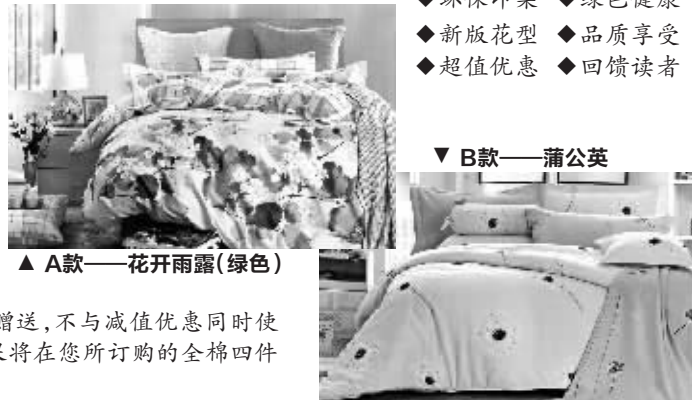 ◆新版花型 ◆品质享受
◆超值优惠 ◆回馈读者
▼ B款——蒲公英
▲ A款——花开雨露(绿色)
赠送,不与减值优惠同时使
将在您所订购的全棉四件